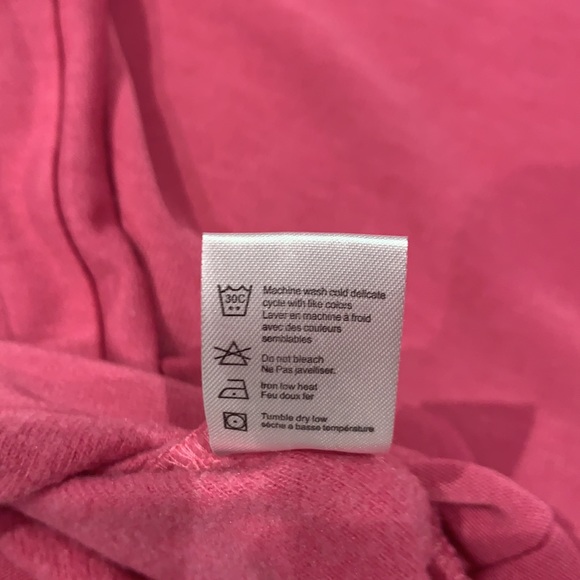 30C
Machine wash cold delicate
cycle with like colors
Laver en machine à froid
avec des couleurs
semblables
Do not bleach
Ne Pas javelliser.
Iron low heat
Feu doux fer
Tumble dry low
sèche a basse température